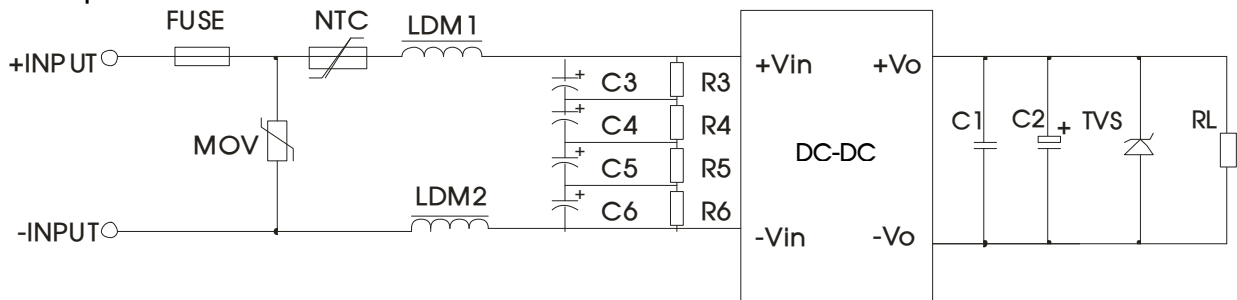 FUSE
NTC
LDM1
+INPUT
+Vin
+Vo
+
C3
R3
+
C4
R4
C1
C2
+
TVS
RL
MOV
DC-DC
+
C5
R5
+
C6
R6
LDM2
-INPUT
-Vin
-Vo